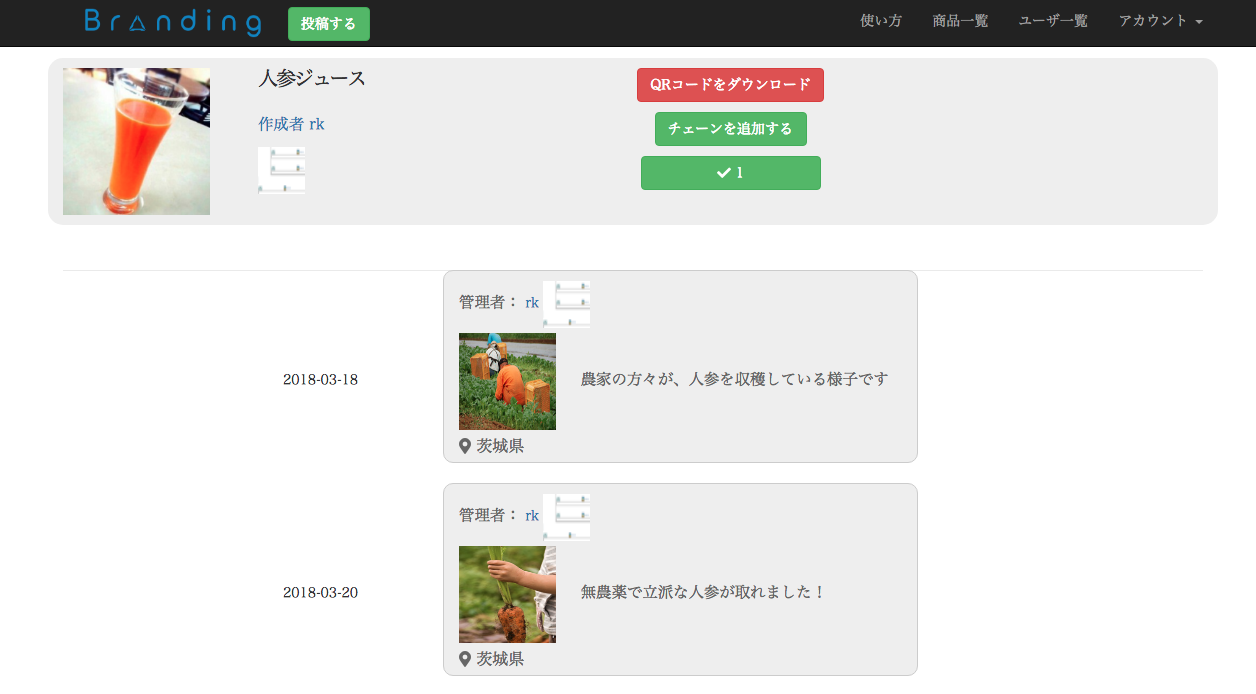 Branding 投稿する 使い方 商品一覧 ユーザ一覧 アカウント
人参ジュース
作成者 rk
QRコードをダウンロード
チェーンを追加する
1
管理者： rk
2018-03-18
農家の方々が、人参を収穫している様子です
茨城県
管理者： rk
2018-03-20
無農薬で立派な人参が取れました！
茨城県